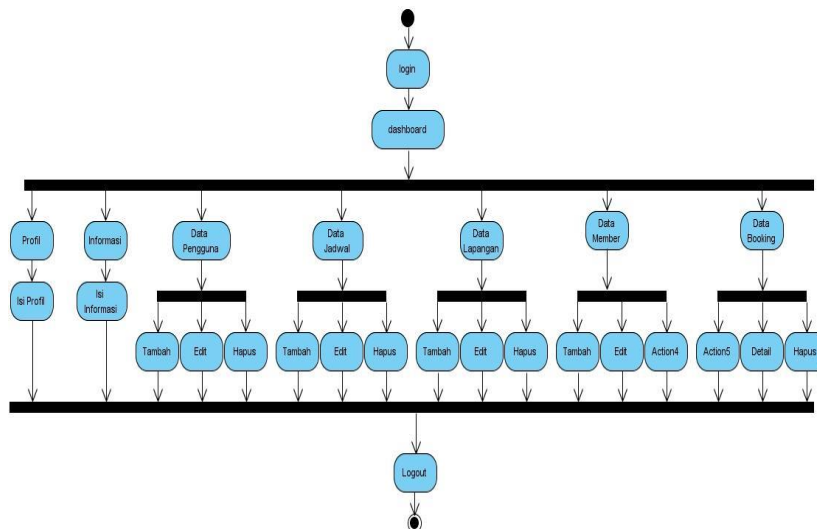 login
dashboard
Profil
Informasi
Data
Pengguna
Data
Jadwal
Data
Lapangan
Data
Member
Data
Booking
Isi Profil
Isi
Informasi
Tambah
Edit
Hapus
Tambah
Edit
Hapus
Tambah
Edit
Hapus
Tambah
Edit
Action4
Action5
Detail
Hapus
Logout